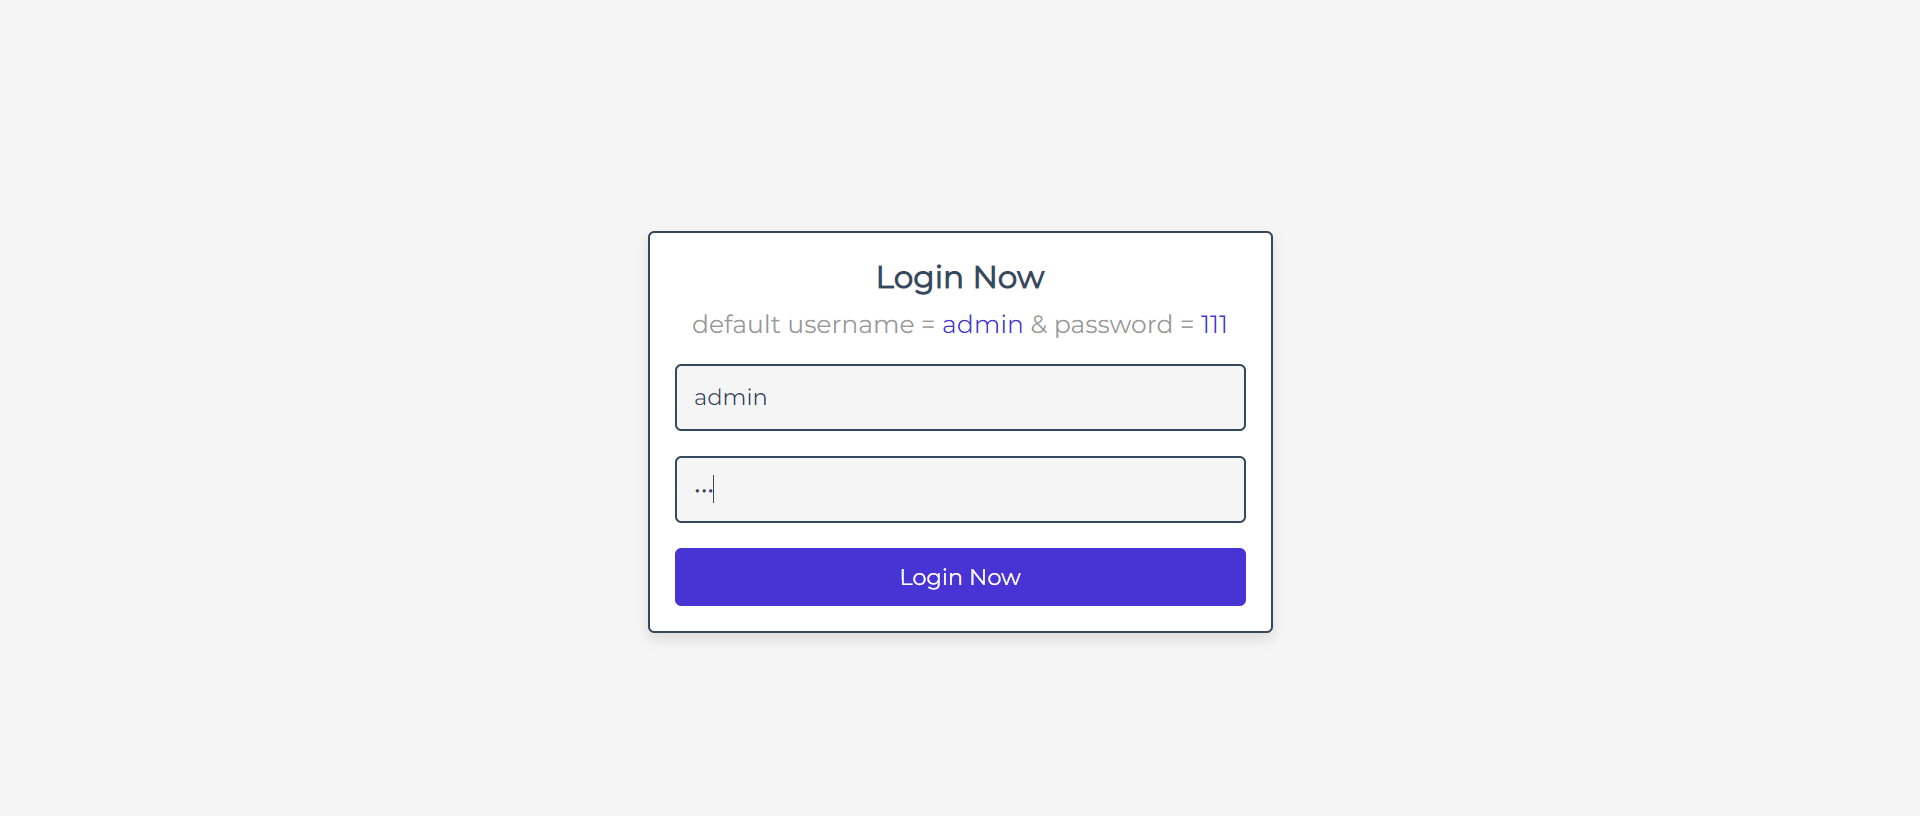 Login Now
default username = admin & password = 111
admin
•••
Login Now